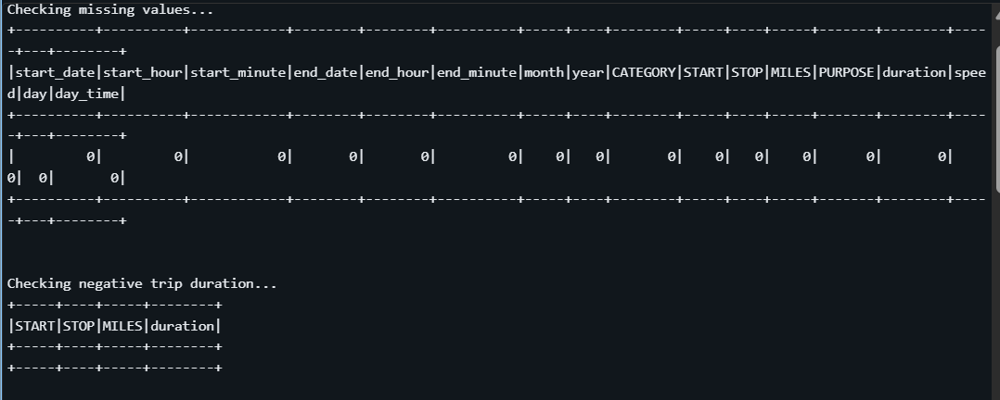 Checking missing values...
+----------+----------+------------+--------+--------+----------+-----+----+--------+-----+----+-----+-------+--------+----
-+---+--------+
|start_date|start_hour|start_minute|end_date|end_hour|end_minute|month|year|CATEGORY|START|STOP|MILES|PURPOSE|duration|spee
d|day|day_time|
+----------+----------+------------+--------+--------+----------+-----+----+--------+-----+----+-----+-------+--------+----
-+---+--------+
|         0|         0|           0|       0|       0|         0|    0|   0|       0|    0|   0|    0|      0|       0|
0|  0|       0|
+----------+----------+------------+--------+--------+----------+-----+----+--------+-----+----+-----+-------+--------+----
-+---+--------+
Checking negative trip duration...
+-----+----+-----+--------+
|START|STOP|MILES|duration|
+-----+----+-----+--------+
+-----+----+-----+--------+